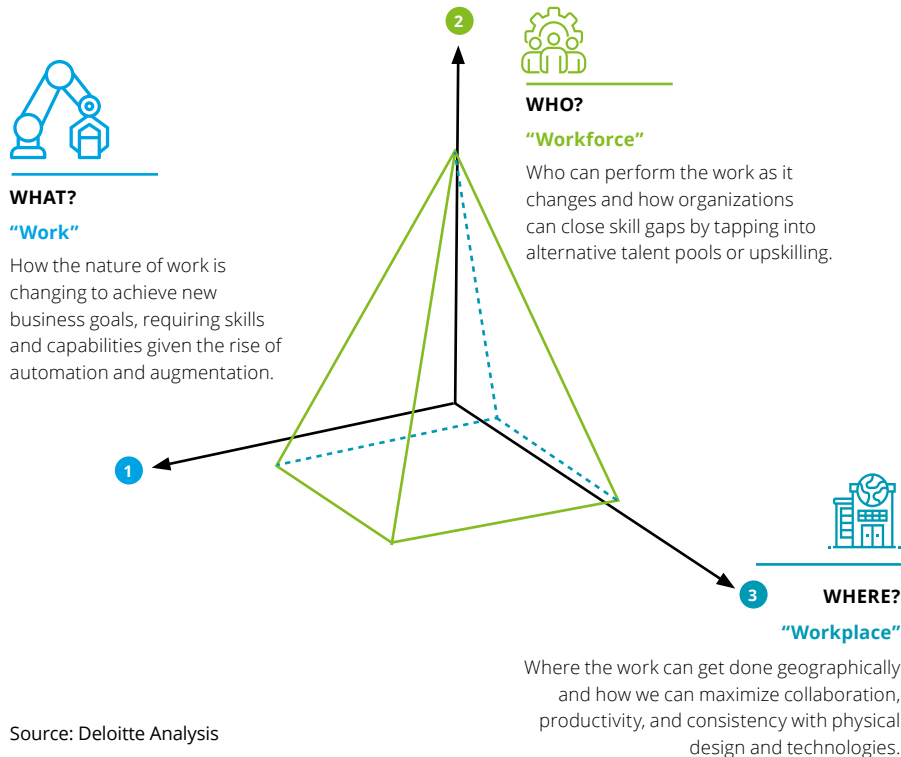 2
WHO?
“Workforce”
Who can perform the work as it
changes and how organizations
can close skill gaps by tapping into
alternative talent pools or upskilling.
WHAT?
“Work”
How the nature of work is
changing to achieve new
business goals, requiring skills
and capabilities given the rise of
automation and augmentation.
1
3
WHERE?
“Workplace”
Where the work can get done geographically
and how we can maximize collaboration,
productivity, and consistency with physical
design and technologies.
Source: Deloitte Analysis